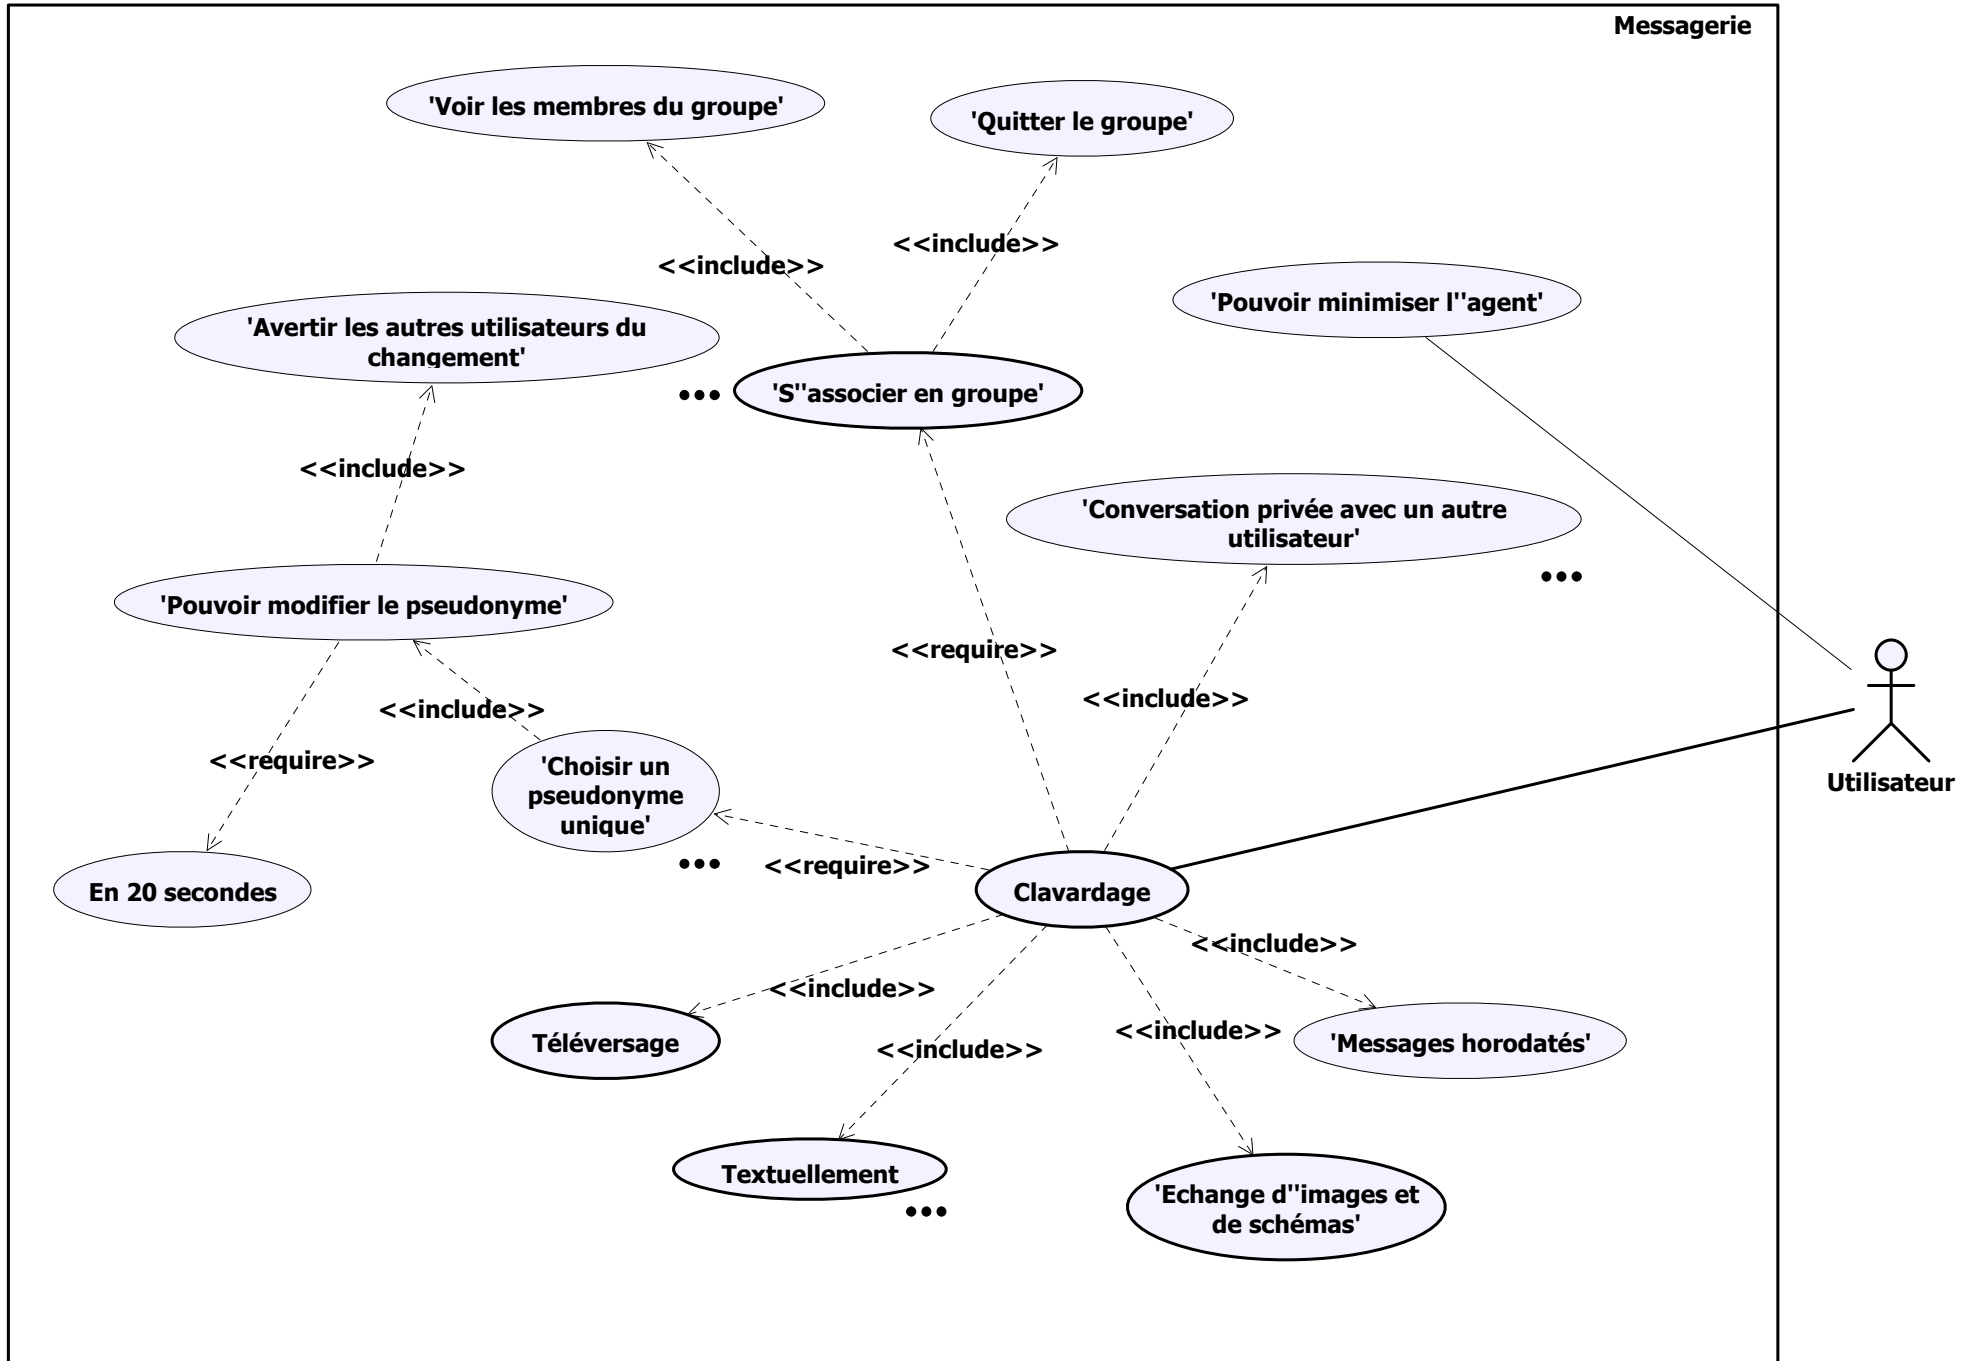 Messagerie
'Voir les membres du groupe'
'Quitter le groupe'
<<include>>
<<include>>
'Pouvoir minimiser l''agent'
'Avertir les autres utilisateurs du
changement'
'S''associer en groupe'
<<include>>
'Conversation privée avec un autre
utilisateur'
'Pouvoir modifier le pseudonyme'
<<require>>
<<include>>
<<include>>
<<require>>
'Choisir un
pseudonyme
unique'
Utilisateur
<<require>>
En 20 secondes
Clavardage
<<include>>
<<include>>
<<include>>
<<include>>
Téléversage
'Messages horodatés'
Textuellement
'Echange d''images et
de schémas'